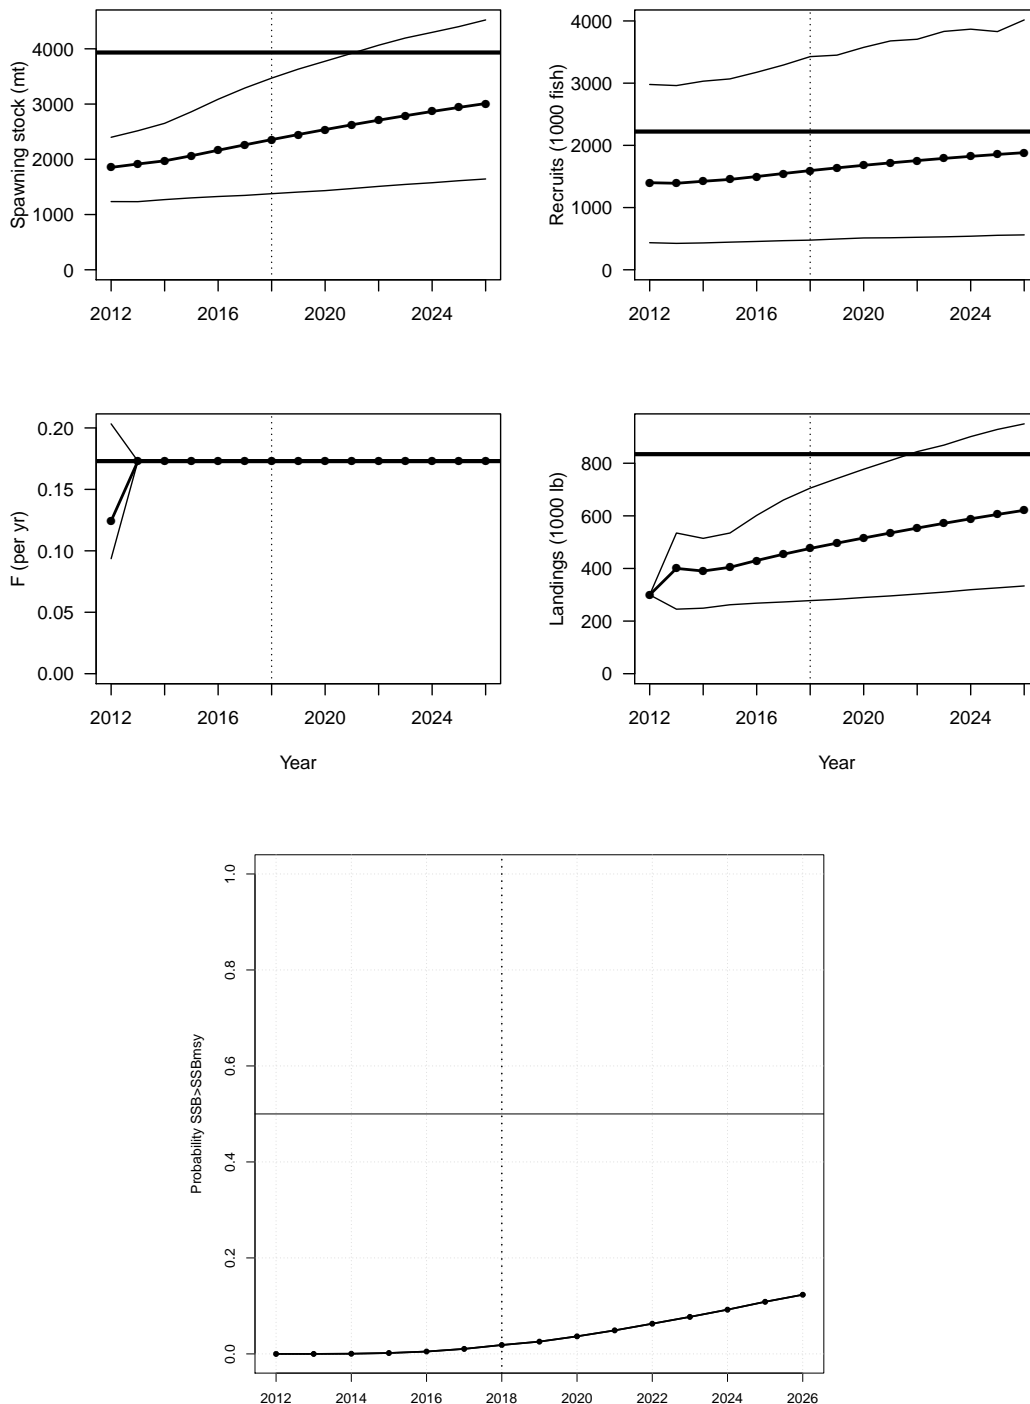 Spawning stock (mt)
4000
3000
2000
1000
0
2012 2016 2020 2024
Recruits (1000 fish)
4000
3000
2000
1000
0
2012 2016 2020 2024
F (per yr)
0.20
0.15
0.10
0.05
0.00
2012 2016 2020 2024
Year
Landings (1000 lb)
800
600
400
200
0
2012 2016 2020 2024
Year
Probability SSB>SSBmsy
1.0
0.8
0.6
0.4
0.2
0.0
2012 2014 2016 2018 2020 2022 2024 2026